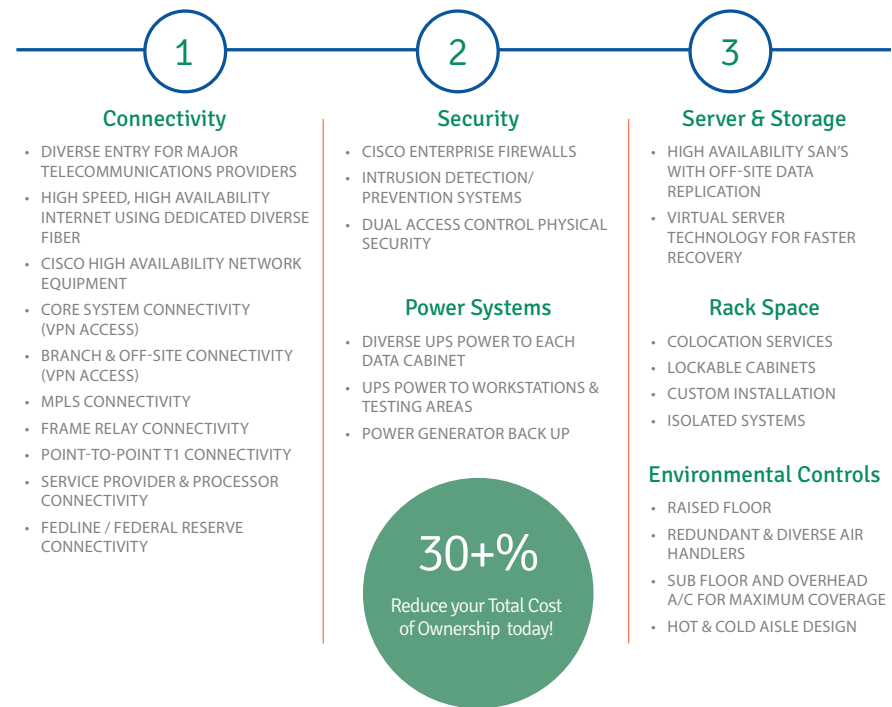 1
Connectivity
• DIVERSE ENTRY FOR MAJOR
TELECOMMUNICATIONS PROVIDERS
• HIGH SPEED, HIGH AVAILABILITY
INTERNET USING DEDICATED DIVERSE
FIBER
• CISCO HIGH AVAILABILITY NETWORK
EQUIPMENT
• CORE SYSTEM CONNECTIVITY
(VPN ACCESS)
• BRANCH & OFF-SITE CONNECTIVITY
(VPN ACCESS)
• MPLS CONNECTIVITY
• FRAME RELAY CONNECTIVITY
• POINT-TO-POINT T1 CONNECTIVITY
• SERVICE PROVIDER & PROCESSOR
CONNECTIVITY
• FEDLINE / FEDERAL RESERVE
CONNECTIVITY
2
Security
• CISCO ENTERPRISE FIREWALLS
• INTRUSION DETECTION/
PREVENTION SYSTEMS
• DUAL ACCESS CONTROL PHYSICAL
SECURITY
Power Systems
• DIVERSE UPS POWER TO EACH
DATA CABINET
• UPS POWER TO WORKSTATIONS &
TESTING AREAS
• POWER GENERATOR BACK UP
30+%
Reduce your Total Cost
of Ownership today!
3
Server & Storage
• HIGH AVAILABILITY SAN'S
WITH OFF-SITE DATA
REPLICATION
• VIRTUAL SERVER
TECHNOLOGY FOR FASTER
RECOVERY
Rack Space
• COLOCATION SERVICES
• LOCKABLE CABINETS
• CUSTOM INSTALLATION
• ISOLATED SYSTEMS
Environmental Controls
• RAISED FLOOR
• REDUNDANT & DIVERSE AIR
HANDLERS
• SUB FLOOR AND OVERHEAD
A/C FOR MAXIMUM COVERAGE
• HOT & COLD AISLE DESIGN